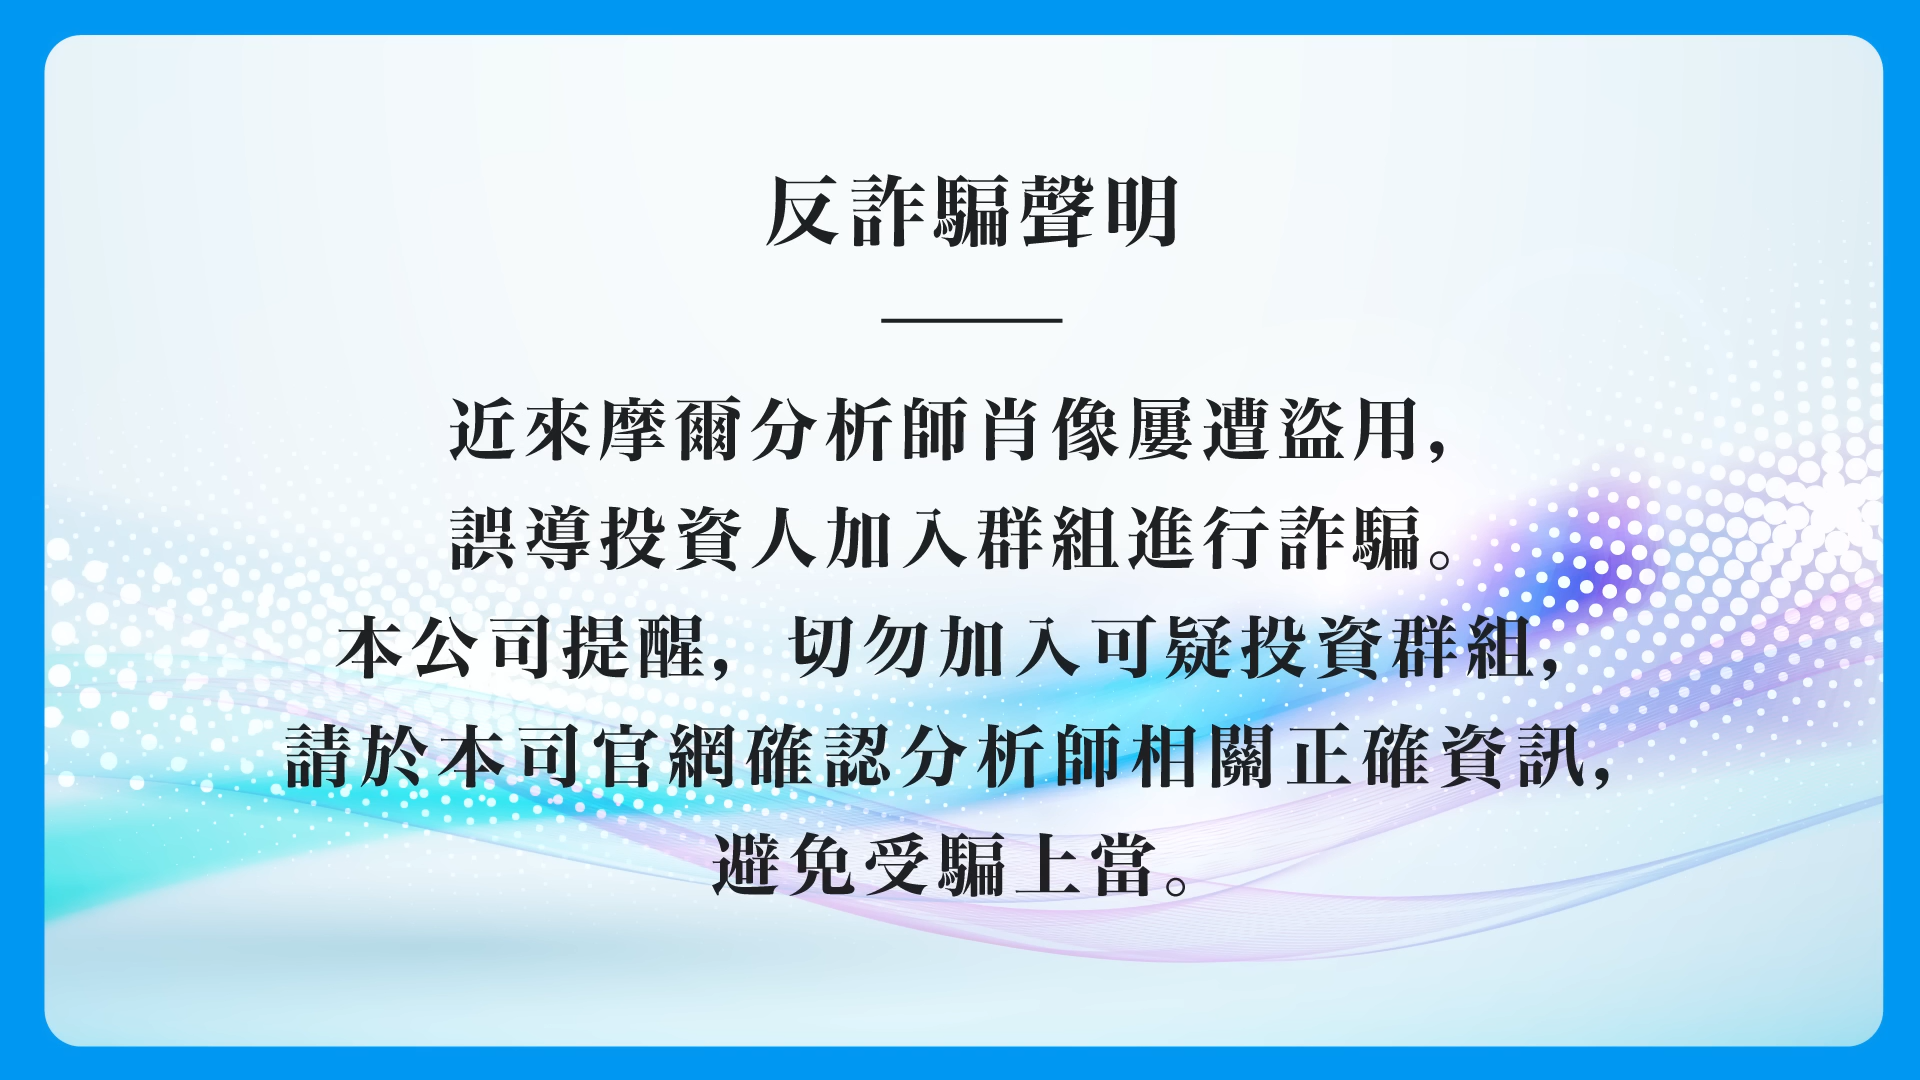 反詐騙聲明
近來摩爾分析師肖像屢遭盜用，
誤導投資人加入群組進行詐騙。
本公司提醒，切勿加入可疑投資群組，
請於本司官網確認分析師相關正確資訊，
避免受騙上當。